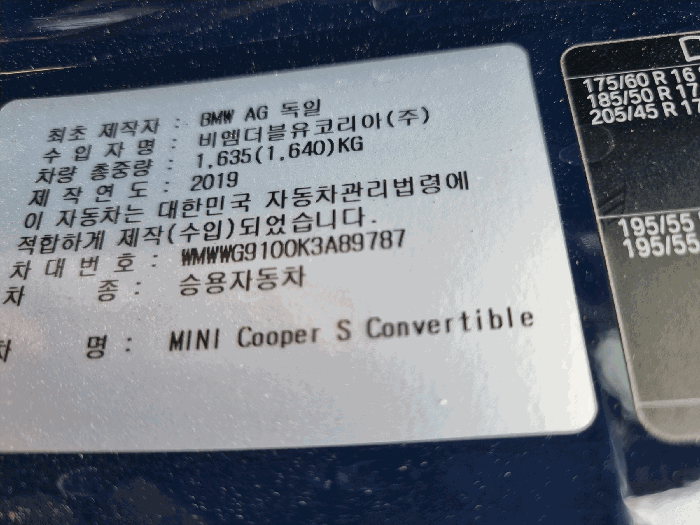 최초 제작자 : BMW AG 독일
수 입 자 명 : 비엠더블유코리아(주)
차량 총중량 : 1,635(1,640)KG
제 작 연 도 : 2019
이 자동차는 대한민국 자동차관리법령에
적합하게 제작(수입)되었습니다.
차 대 번 호 : WMWWG9100K3A89787
차 종 : 승용자동차
차 명 : MINI Cooper S Convertible
175/60 R 16
185/50 R 17
205/45 R 1
195/55
195/55